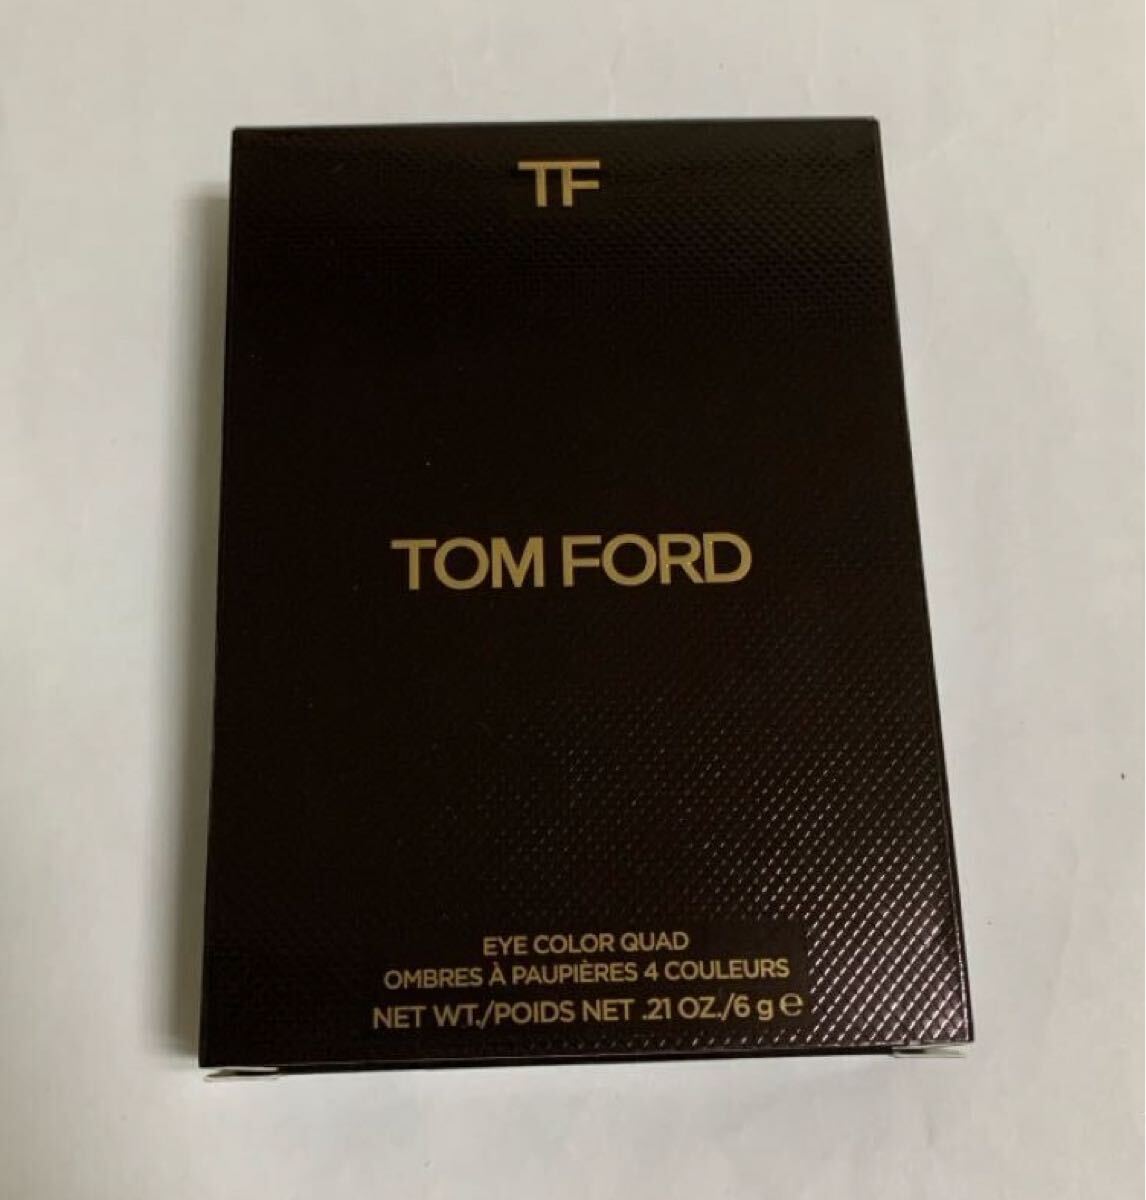 TF
TOM FORD
EYE COLOR QUAD
OMBRES À PAUPIÈRES 4 COULEURS
NET WT./POIDS NET .21 OZ./6 g ℮